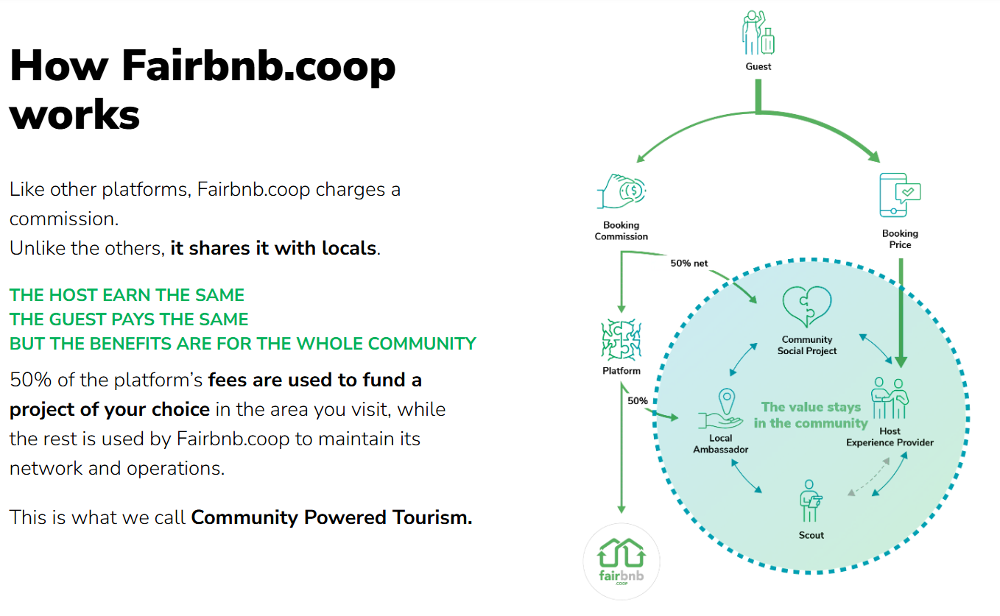 How Fairbnb.coop
works
Like other platforms, Fairbnb.coop charges a
commission.
Unlike the others, it shares it with locals.
THE HOST EARN THE SAME
THE GUEST PAYS THE SAME
BUT THE BENEFITS ARE FOR THE WHOLE COMMUNITY
50% of the platform's fees are used to fund a
project of your choice in the area you visit, while
the rest is used by Fairbnb.coop to maintain its
network and operations.
This is what we call Community Powered Tourism.
Guest
Booking
Commission
Booking
Price
50% net
Community
Social Project
Platform
50%
The value stays
in the community
Local
Ambassador
Host
Experience Provider
Scout
fairbnb
.COOP